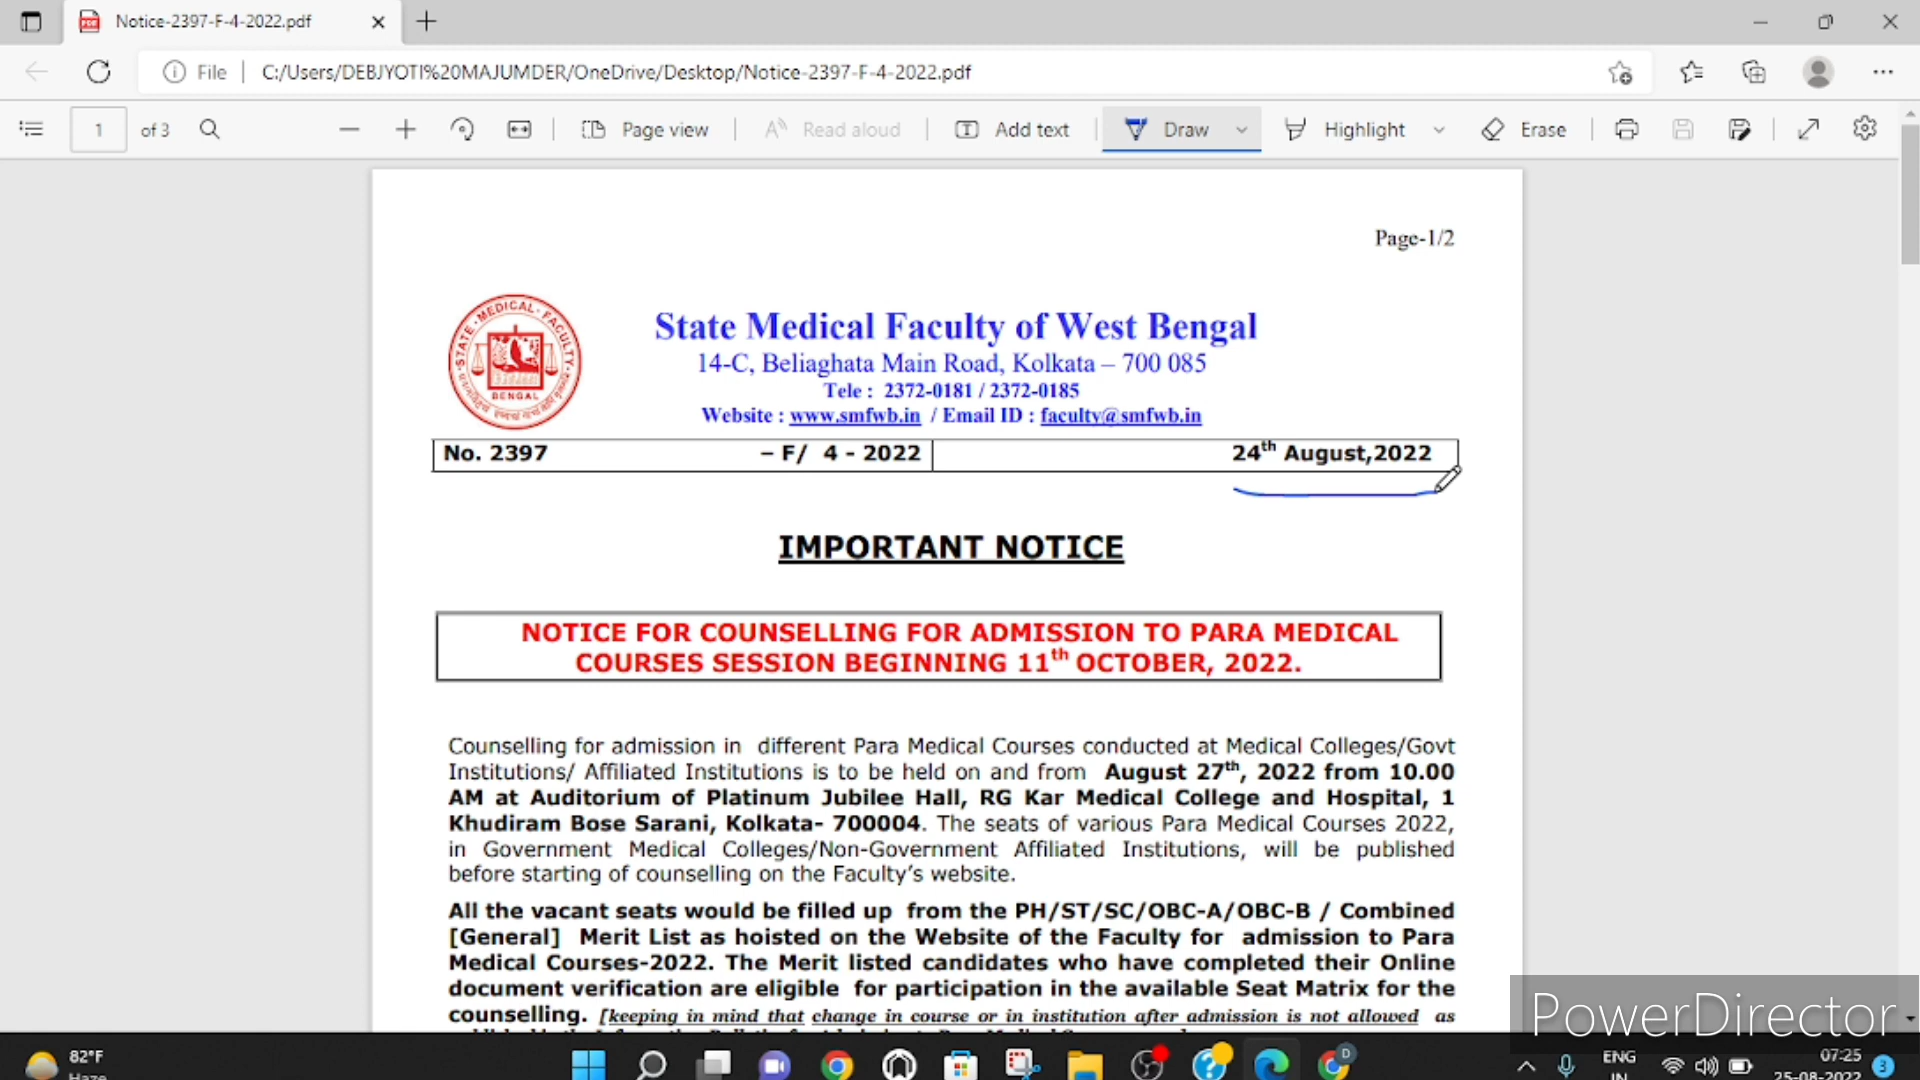 Notice-2397-F-4-2022.pdf
File
C:/Users/DEBJYOTI%20MAJUMDER/OneDrive/Desktop/Notice-2397-F-4-2022.pdf
1 of 3
Page view
Read aloud
Add text
Draw
Highlight
Erase
Page-1/2
STATE · MEDICAL · FACULTY
BENGAL
State Medical Faculty of West Bengal
14-C, Beliaghata Main Road, Kolkata – 700 085
Tele : 2372-0181 / 2372-0185
Website : www.smfwb.in / Email ID : faculty@smfwb.in
No. 2397 – F/ 4 - 2022 24th August,2022
IMPORTANT NOTICE
NOTICE FOR COUNSELLING FOR ADMISSION TO PARA MEDICAL
COURSES SESSION BEGINNING 11th OCTOBER, 2022.
Counselling for admission in different Para Medical Courses conducted at Medical Colleges/Govt
Institutions/ Affiliated Institutions is to be held on and from August 27th, 2022 from 10.00
AM at Auditorium of Platinum Jubilee Hall, RG Kar Medical College and Hospital, 1
Khudiram Bose Sarani, Kolkata- 700004. The seats of various Para Medical Courses 2022,
in Government Medical Colleges/Non-Government Affiliated Institutions, will be published
before starting of counselling on the Faculty's website.
All the vacant seats would be filled up from the PH/ST/SC/OBC-A/OBC-B / Combined
[General] Merit List as hoisted on the Website of the Faculty for admission to Para
Medical Courses-2022. The Merit listed candidates who have completed their Online
document verification are eligible for participation in the available Seat Matrix for the
counselling. [keeping in mind that change in course or in institution after admission is not allowed as
PowerDirector
82°F
Haze
ENG
IN
07:25
25-08-2022
3